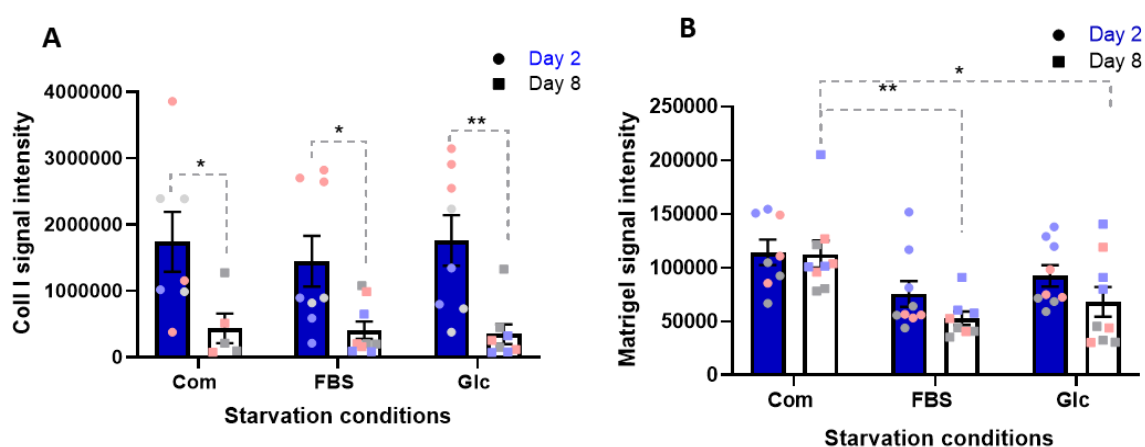 A
Day 2
Day 8
Coll I signal intensity
4000000
3000000
2000000
1000000
0
*
*
**
Com
FBS
Glc
Starvation conditions
B
Day 2
Day 8
Matrigel signal intensity
250000
200000
150000
100000
50000
0
*
**
Com
FBS
Glc
Starvation conditions